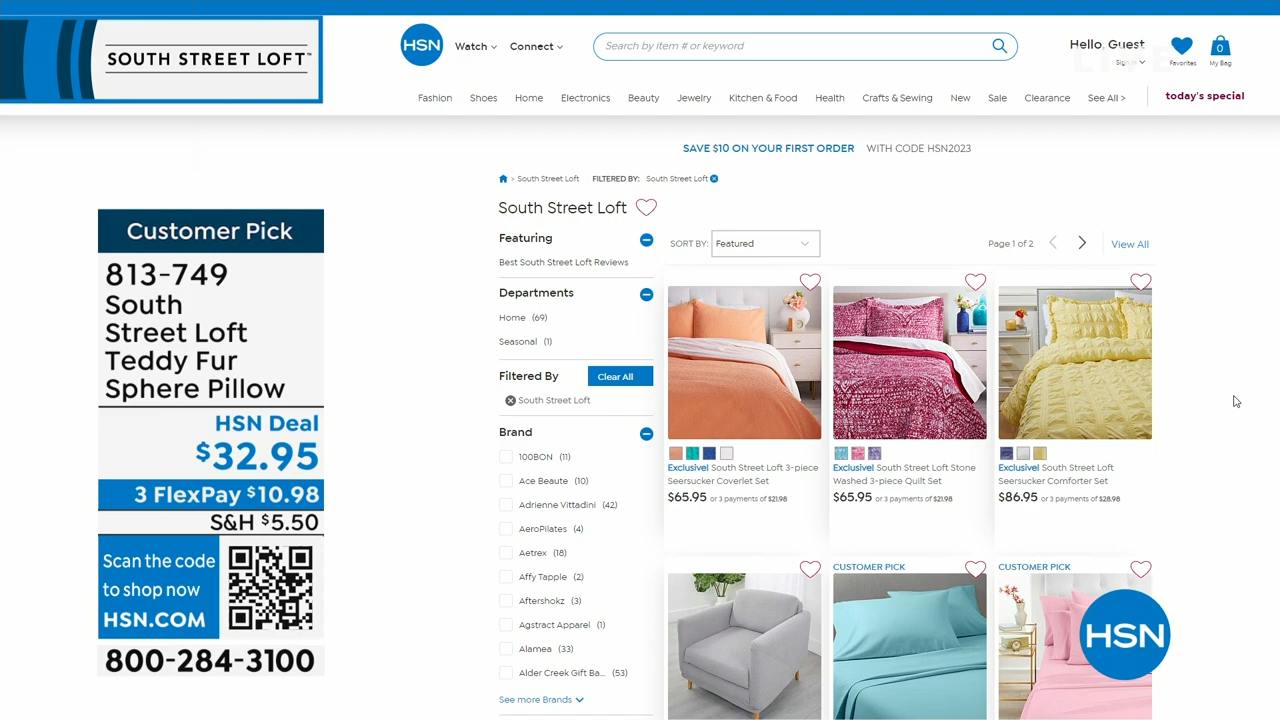 SOUTH STREET LOFT™
HSN
Watch
Connect
Search by item # or keyword
Hello, Guest
Sign In
LIVE
Favorites
0
My Bag
Fashion
Shoes
Home
Electronics
Beauty
Jewelry
Kitchen & Food
Health
Crafts & Sewing
New
Sale
Clearance
See All >
today's special
SAVE $10 ON YOUR FIRST ORDER WITH CODE HSN2023
> South Street Loft FILTERED BY: South Street Loft
South Street Loft
Customer Pick
813-749
South
Street Loft
Teddy Fur
Sphere Pillow
HSN Deal
$32.95
3 FlexPay $10.98
S&H $5.50
Scan the code
to shop now
HSN.COM
800-284-3100
Featuring
Best South Street Loft Reviews
Departments
Home (69)
Seasonal (1)
Filtered By
Clear All
South Street Loft
Brand
100BON (11)
Ace Beaute (10)
Adrienne Vittadini (42)
AeroPilates (4)
Aetrex (18)
Affy Tapple (2)
Aftershokz (3)
Agstract Apparel (1)
Alamea (33)
Alder Creek Gift Ba... (53)
See more Brands
SORT BY: Featured
Page 1 of 2
View All
Exclusive! South Street Loft 3-piece
Seersucker Coverlet Set
$65.95 or 3 payments of $21.98
Exclusive! South Street Loft Stone
Washed 3-piece Quilt Set
$65.95 or 3 payments of $21.98
Exclusive! South Street Loft
Seersucker Comforter Set
$86.95 or 3 payments of $28.98
CUSTOMER PICK
CUSTOMER PICK
HSN